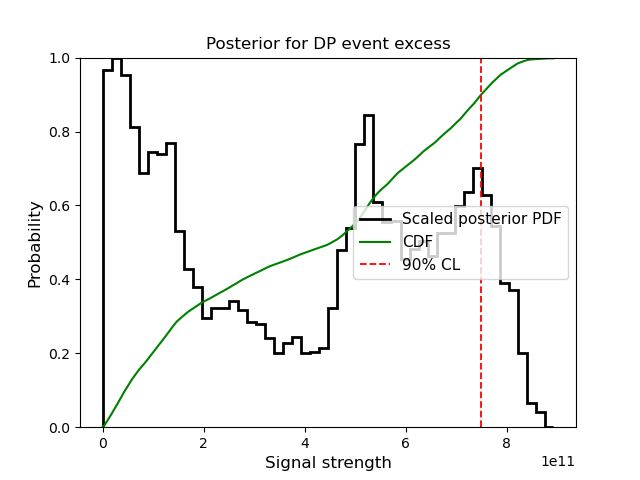 Posterior for DP event excess
1.0
0.8
0.6
0.4
0.2
0.0
Probability
Scaled posterior PDF
CDF
90% CL
0
2
4
6
8
1e11
Signal strength